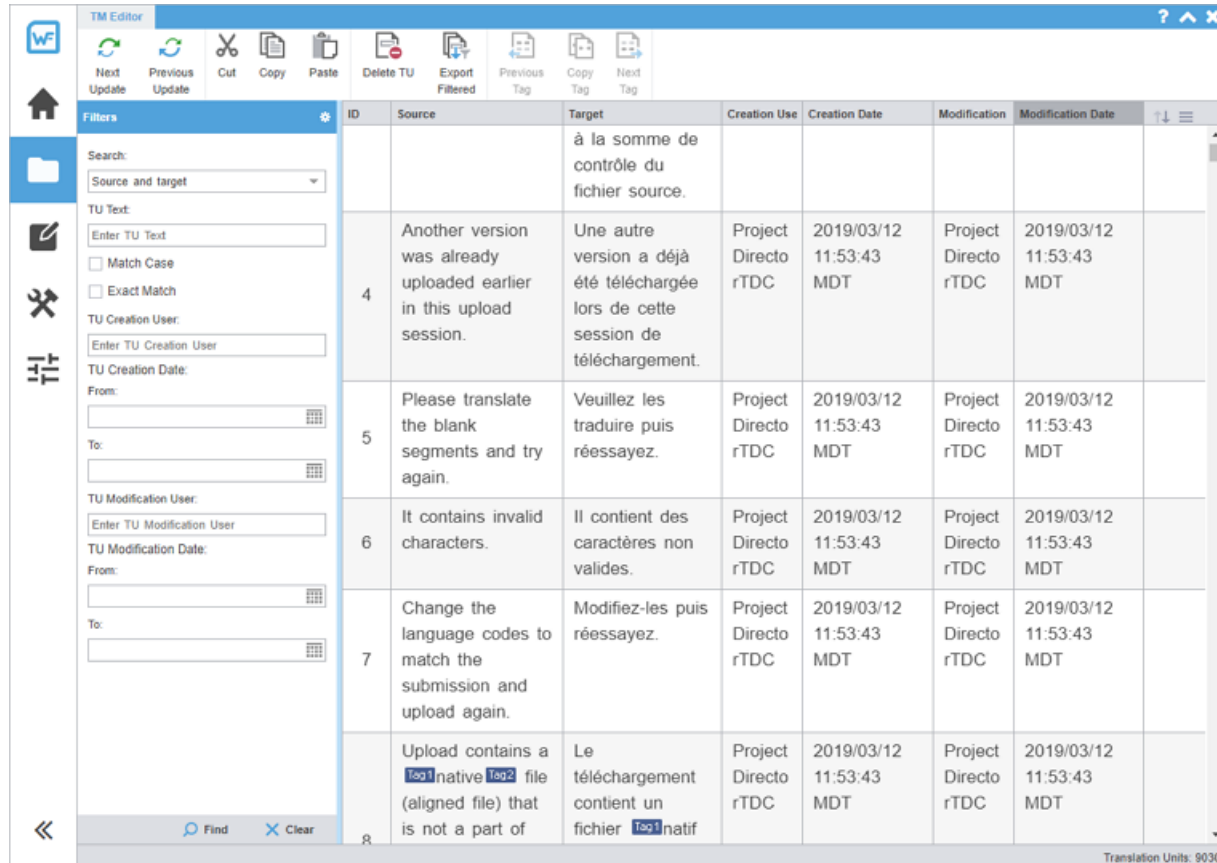 TM Editor
WF
Next Update
Previous Update
Cut
Copy
Paste
Delete TU
Export Filtered
Previous Tag
Copy Tag
Next Tag
Filters
Search:
Source and target
TU Text:
Enter TU Text
Match Case
Exact Match
TU Creation User:
Enter TU Creation User
TU Creation Date:
From:
To:
TU Modification User:
Enter TU Modification User
TU Modification Date:
From:
To:
Find
Clear
ID
Source
Target
Creation Use
Creation Date
Modification
Modification Date
à la somme de
contrôle du
fichier source.
4
Another version
was already
uploaded earlier
in this upload
session.
Une autre
version a déjà
été téléchargée
lors de cette
session de
téléchargement.
Project
Directo
rTDC
2019/03/12
11:53:43
MDT
Project
Directo
rTDC
2019/03/12
11:53:43
MDT
5
Please translate
the blank
segments and try
again.
Veuillez les
traduire puis
réessayez.
Project
Directo
rTDC
2019/03/12
11:53:43
MDT
Project
Directo
rTDC
2019/03/12
11:53:43
MDT
6
It contains invalid
characters.
Il contient des
caractères non
valides.
Project
Directo
rTDC
2019/03/12
11:53:43
MDT
Project
Directo
rTDC
2019/03/12
11:53:43
MDT
7
Change the
language codes to
match the
submission and
upload again.
Modifiez-les puis
réessayez.
Project
Directo
rTDC
2019/03/12
11:53:43
MDT
Project
Directo
rTDC
2019/03/12
11:53:43
MDT
8
Upload contains a
Tag1 native Tag2 file
(aligned file) that
is not a part of
Le
téléchargement
contient un
fichier Tag1 natif
Project
Directo
rTDC
2019/03/12
11:53:43
MDT
Project
Directo
rTDC
2019/03/12
11:53:43
MDT
Translation Units: